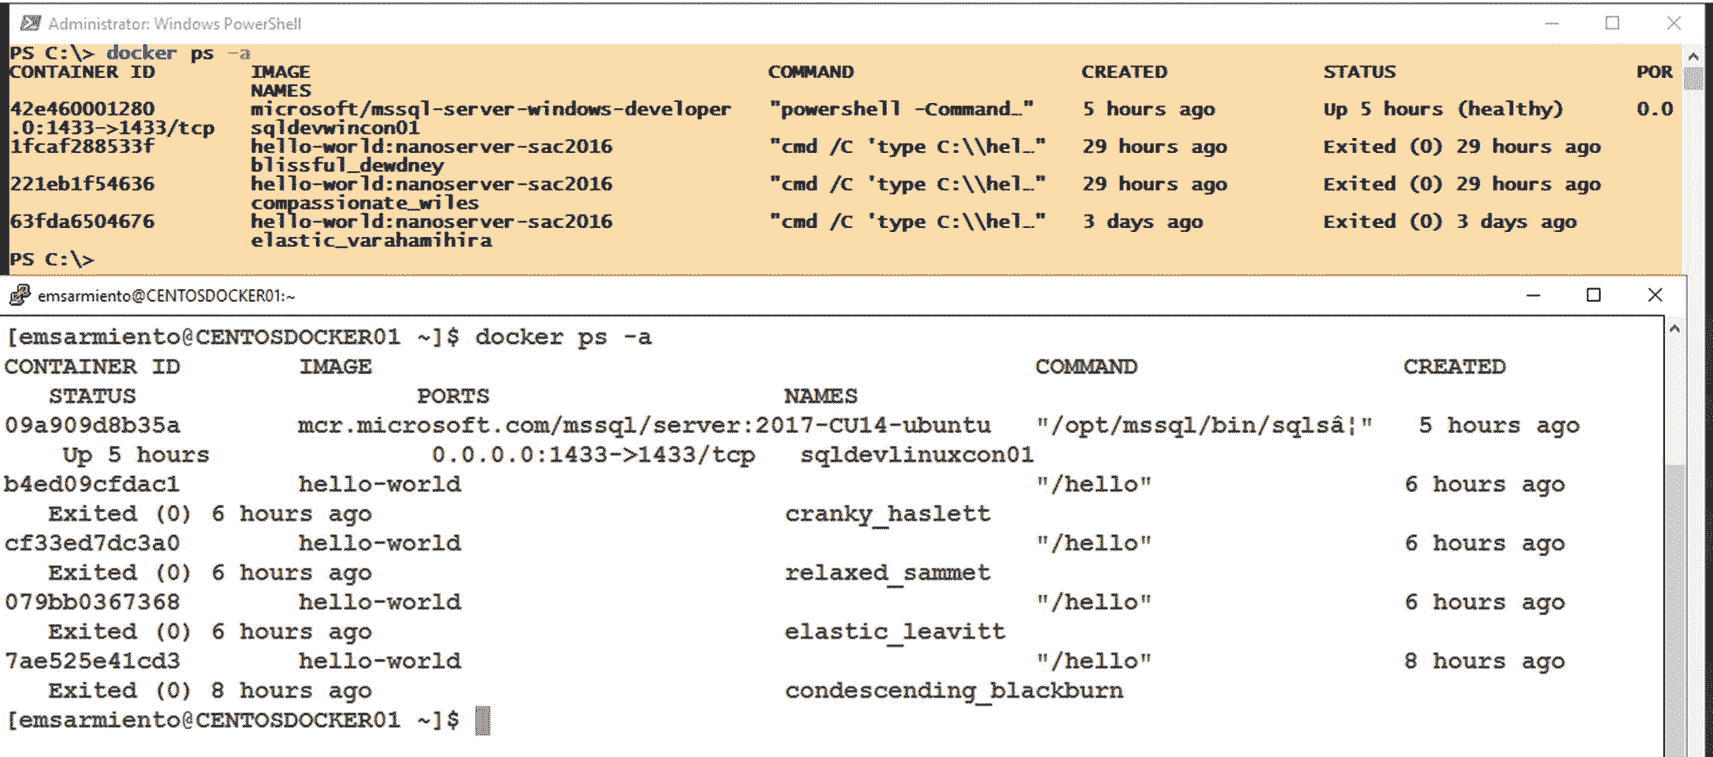 Administrator: Windows PowerShell
PS C:\> docker ps -a
CONTAINER ID IMAGE COMMAND CREATED STATUS POR
NAMES
42e460001280 microsoft/mssql-server-windows-developer "powershell -Command…" 5 hours ago Up 5 hours (healthy) 0.0
.0:1433->1433/tcp sqldevwincon01
1fcaf288533f hello-world:nanoserver-sac2016 "cmd /C 'type C:\\hel…" 29 hours ago Exited (0) 29 hours ago
blissful_dewdney
221eb1f54636 hello-world:nanoserver-sac2016 "cmd /C 'type C:\\hel…" 29 hours ago Exited (0) 29 hours ago
compassionate_wiles
63fda6504676 hello-world:nanoserver-sac2016 "cmd /C 'type C:\\hel…" 3 days ago Exited (0) 3 days ago
elastic_varahamihira
PS C:\>
emsarmiento@CENTOSDOCKER01:~
[emsarmiento@CENTOSDOCKER01 ~]$ docker ps -a
CONTAINER ID IMAGE COMMAND CREATED
STATUS PORTS NAMES
09a909d8b35a mcr.microsoft.com/mssql/server:2017-CU14-ubuntu "/opt/mssql/bin/sqlsâ¦" 5 hours ago
Up 5 hours 0.0.0.0:1433->1433/tcp sqldevlinuxcon01
b4ed09cfdac1 hello-world "/hello" 6 hours ago
Exited (0) 6 hours ago cranky_haslett
cf33ed7dc3a0 hello-world "/hello" 6 hours ago
Exited (0) 6 hours ago relaxed_sammet
079bb0367368 hello-world "/hello" 6 hours ago
Exited (0) 6 hours ago elastic_leavitt
7ae525e41cd3 hello-world "/hello" 8 hours ago
Exited (0) 8 hours ago condescending_blackburn
[emsarmiento@CENTOSDOCKER01 ~]$